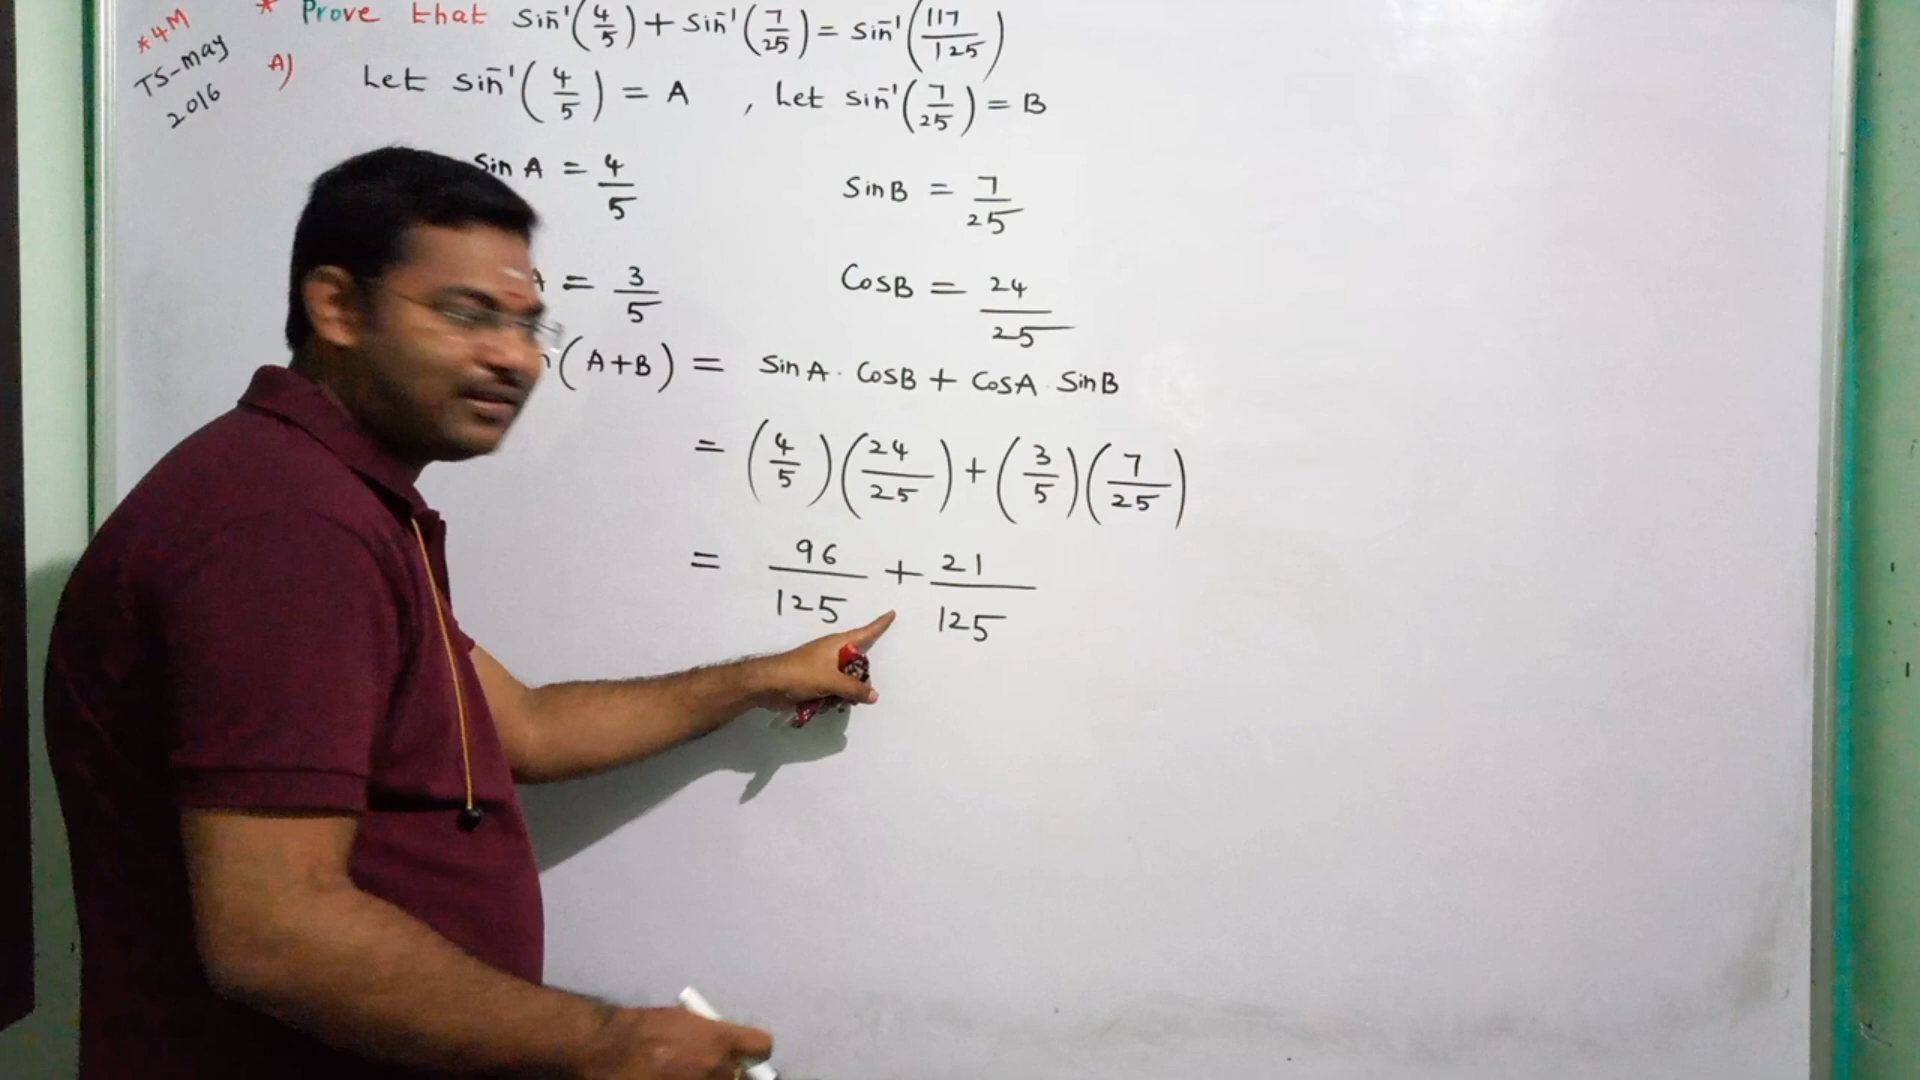 *4M
TS-May
2016
* Prove that Sin⁻¹(4/5) + Sin⁻¹(7/25) = Sin⁻¹(117/125)
A) Let Sin⁻¹(4/5) = A , Let Sin⁻¹(7/25) = B
Sin A = 4/5 Sin B = 7/25
A = 3/5 Cos B = 24/25
(A+B) = Sin A . Cos B + Cos A . Sin B
= (4/5)(24/25) + (3/5)(7/25)
= 96/125 + 21/125